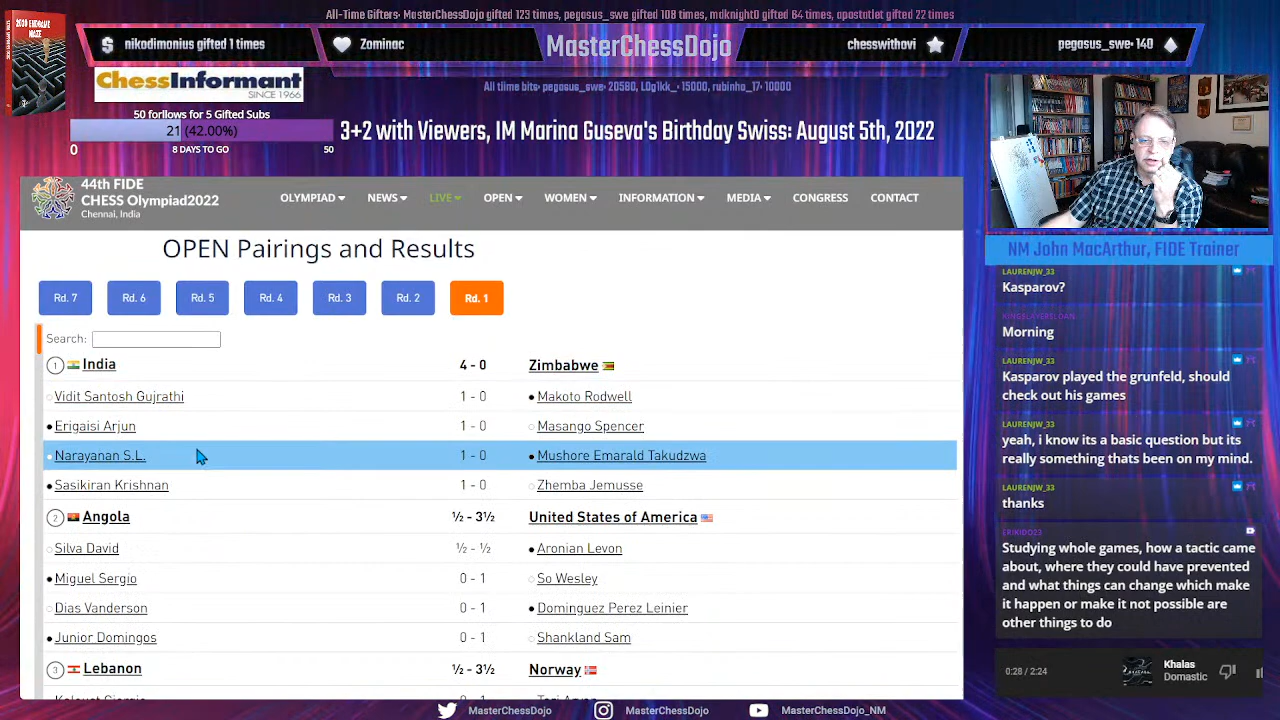 All-Time Gifters• MasterChessDojo gifted 123 times, pegasus_swe gifted 108 times, mdknight0 gifted 64 times, apostatlet gifted 22 times
nikodimonius gifted 1 times
Zominac
MasterChessDojo
chesswithavi
pegasus_swe• 140
All tiime bits• pegasus_swe• 20580, LDg1kk_• 15000, rubinho_17• 10000
ChessInformant
SINCE 1966
50 forllows for 5 Gifted Subs
21 (42.00%)
0
8 DAYS TO GO
50
3+2 with Viewers, IM Marina Guseva's Birthday Swiss: August 5th, 2022
44th FIDE
CHESS Olympiad2022
Chennai, India
OLYMPIAD
NEWS
LIVE
OPEN
WOMEN
INFORMATION
MEDIA
CONGRESS
CONTACT
OPEN Pairings and Results
Rd. 7
Rd. 6
Rd. 5
Rd. 4
Rd. 3
Rd. 2
Rd. 1
Search:
1 India 4 - 0 Zimbabwe
Vidit Santosh Gujrathi 1 - 0 Makoto Rodwell
Erigaisi Arjun 1 - 0 Masango Spencer
Narayanan S.L. 1 - 0 Mushore Emarald Takudzwa
Sasikiran Krishnan 1 - 0 Zhemba Jemusse
2 Angola ½ - 3½ United States of America
Silva David ½ - ½ Aronian Levon
Miguel Sergio 0 - 1 So Wesley
Dias Vanderson 0 - 1 Dominguez Perez Leinier
Junior Domingos 0 - 1 Shankland Sam
3 Lebanon ½ - 3½ Norway
NM John MacArthur, FIDE Trainer
LAURENJW_33
Kasparov?
Morning
LAURENJW_33
Kasparov played the grunfeld, should
check out his games
LAURENJW_33
yeah, i know its a basic question but its
really something thats been on my mind.
LAURENJW_33
thanks
Studying whole games, how a tactic came
about, where they could have prevented
and what things can change which make
it happen or make it not possible are
other things to do
0:28 / 2:24
Khalas
Domastic
MasterChessDojo
MasterChessDojo
MasterChessDojo_NM